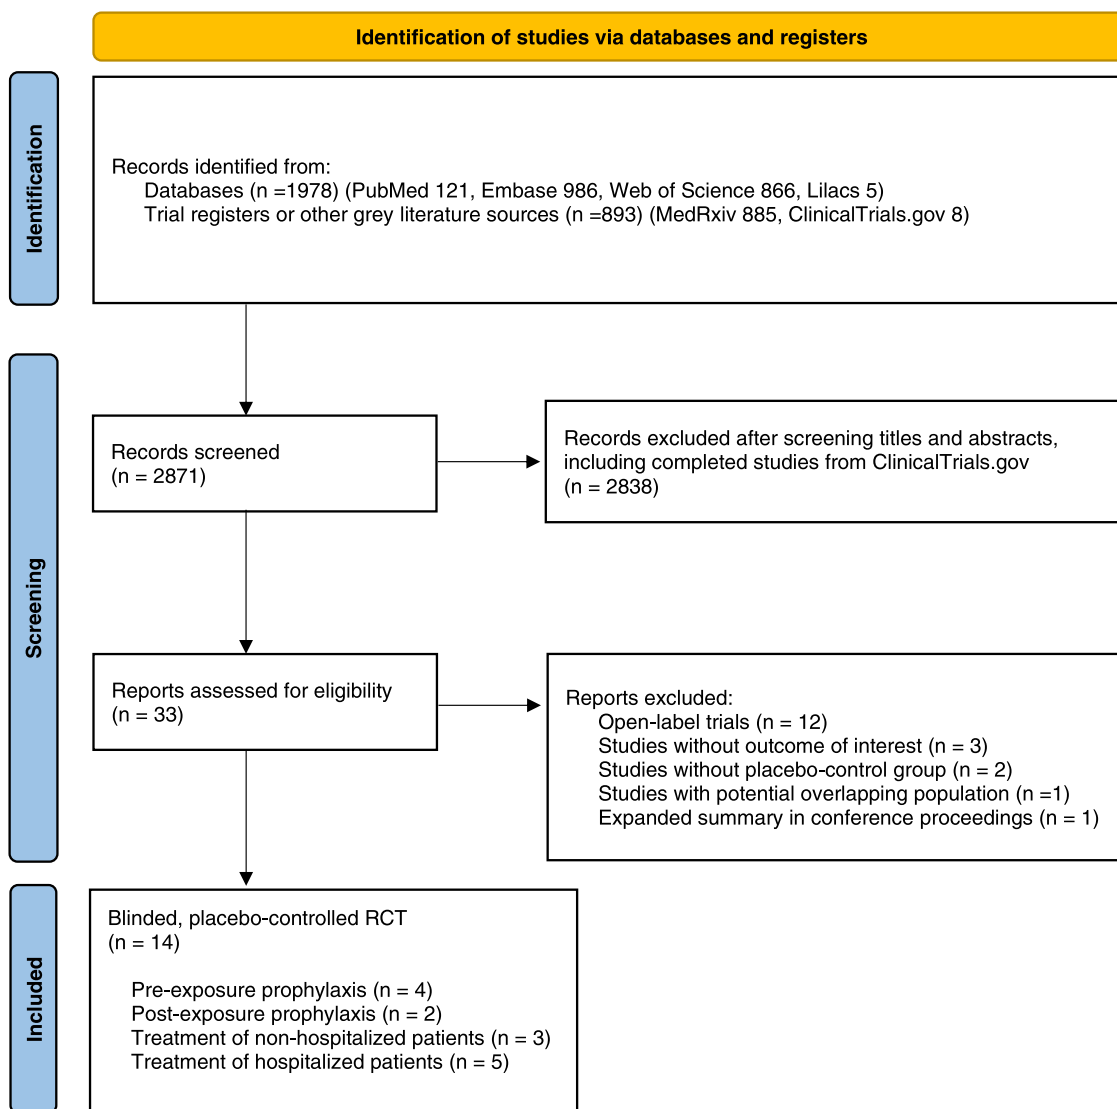 Identification of studies via databases and registers
Identification
Records identified from:
Databases (n =1978) (PubMed 121, Embase 986, Web of Science 866, Lilacs 5)
Trial registers or other grey literature sources (n =893) (MedRxiv 885, ClinicalTrials.gov 8)
Screening
Records screened
(n = 2871)
Records excluded after screening titles and abstracts,
including completed studies from ClinicalTrials.gov
(n = 2838)
Reports assessed for eligibility
(n = 33)
Reports excluded:
Open-label trials (n = 12)
Studies without outcome of interest (n = 3)
Studies without placebo-control group (n = 2)
Studies with potential overlapping population (n =1)
Expanded summary in conference proceedings (n = 1)
Included
Blinded, placebo-controlled RCT
(n = 14)
Pre-exposure prophylaxis (n = 4)
Post-exposure prophylaxis (n = 2)
Treatment of non-hospitalized patients (n = 3)
Treatment of hospitalized patients (n = 5)